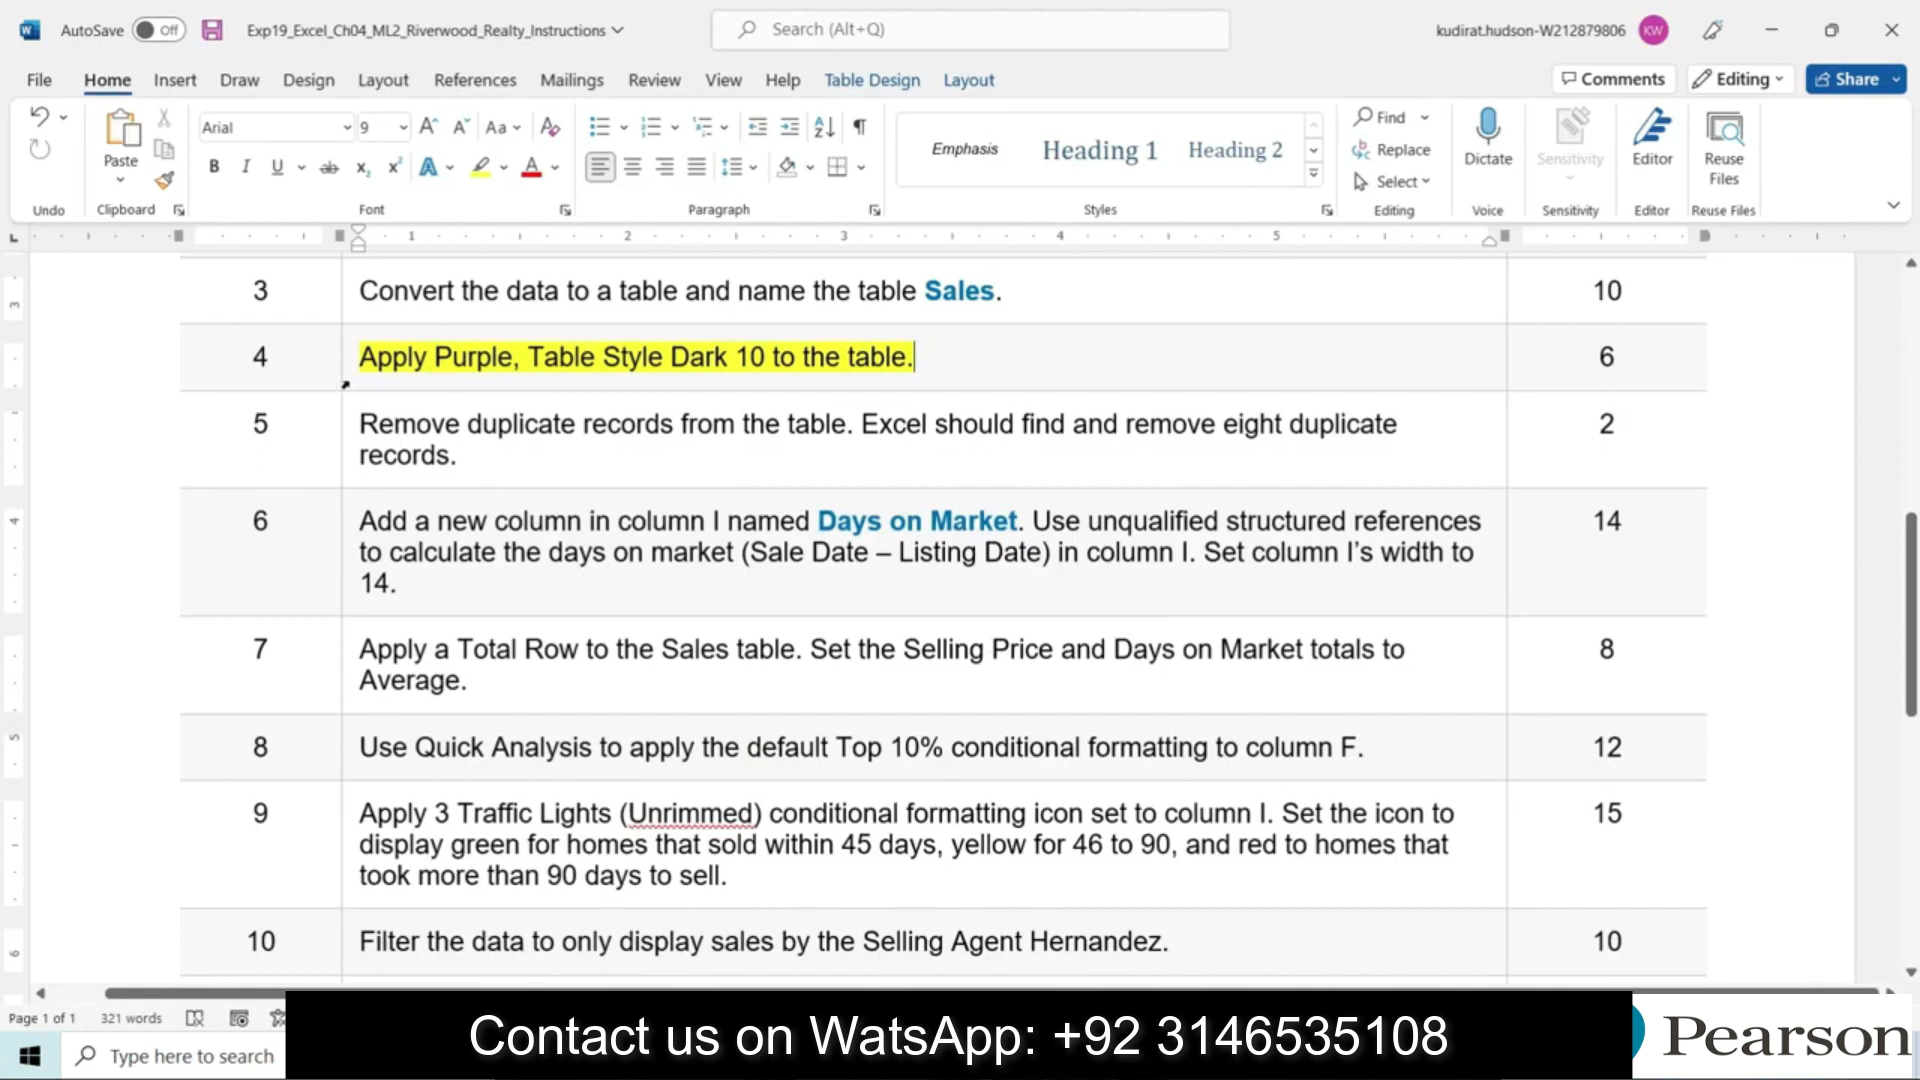 AutoSave Off Exp19_Excel_Ch04_ML2_Riverwood_Realty_Instructions Search (Alt+Q) kudirat.hudson-W212879806 KW
File Home Insert Draw Design Layout References Mailings Review View Help Table Design Layout Comments Editing Share
Paste Arial 9 Aa Emphasis Heading 1 Heading 2 Find Replace Select Dictate Sensitivity Editor Reuse Files
Undo Clipboard Font Paragraph Styles Editing Voice Sensitivity Editor Reuse Files
1 2 3 4 5
3 Convert the data to a table and name the table Sales. 10
4 Apply Purple, Table Style Dark 10 to the table. 6
5 Remove duplicate records from the table. Excel should find and remove eight duplicate 2
records.
6 Add a new column in column I named Days on Market. Use unqualified structured references 14
to calculate the days on market (Sale Date – Listing Date) in column I. Set column I’s width to
14.
7 Apply a Total Row to the Sales table. Set the Selling Price and Days on Market totals to 8
Average.
8 Use Quick Analysis to apply the default Top 10% conditional formatting to column F. 12
9 Apply 3 Traffic Lights (Unrimmed) conditional formatting icon set to column I. Set the icon to 15
display green for homes that sold within 45 days, yellow for 46 to 90, and red to homes that
took more than 90 days to sell.
10 Filter the data to only display sales by the Selling Agent Hernandez. 10
Page 1 of 1 321 words
Type here to search
Contact us on WatsApp: +92 3146535108
Pearson